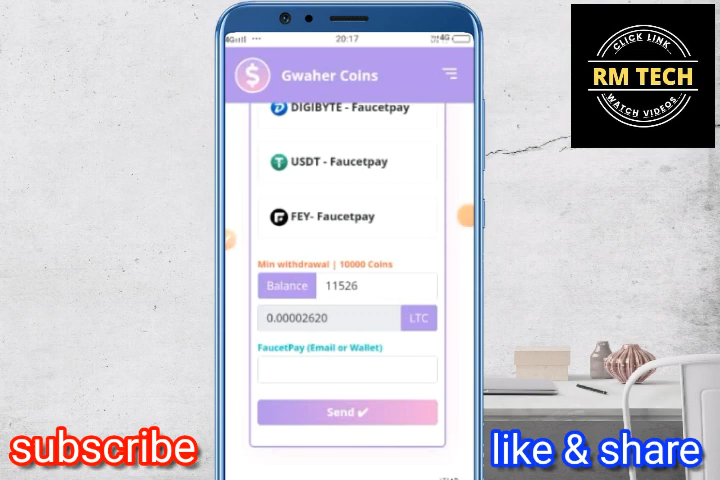 4G
20:17
4G
Gwaher Coins
DIGIBYTE - Faucetpay
USDT - Faucetpay
FEY- Faucetpay
Min withdrawal | 10000 Coins
Balance 11526
0.00002620 LTC
FaucetPay (Email or Wallet)
Send ✔
CLICK LINK
RM TECH
WATCH VIDEOS
subscribe
like & share